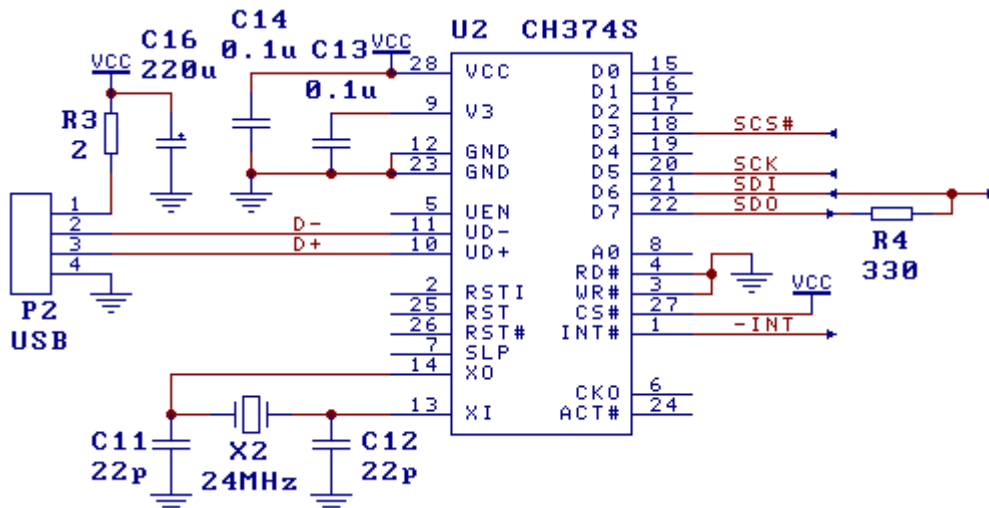 C14
0.1u
C13
0.1u
VCC
U2 CH374S
C16
220u
VCC
R3
2
28 VCC
9 V3
12 GND
23 GND
5 UEN
11 UD-
10 UD+
2 RSTI
25 RST
26 RST#
7 SLP
14 XO
13 XI
D0 15
D1 16
D2 17
D3 18 SCS#
D4 19
D5 20 SCK
D6 21 SDI
D7 22 SDO
A0 8
RD# 4
WR# 3
CS# 27
INT# 1 -INT
CKO 6
ACT# 24
VCC
R4
330
1
2 D-
3 D+
4
P2
USB
C11
22p
X2
24MHz
C12
22p